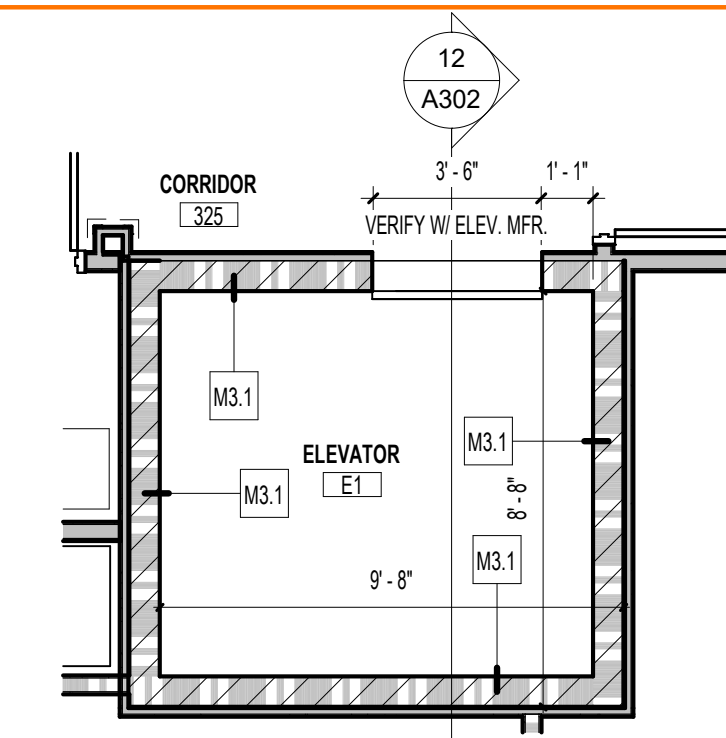 12
A302
3' - 6"
1' - 1"
CORRIDOR
325
VERIFY W/ ELEV. MFR.
M3.1
M3.1
ELEVATOR
E1
M3.1
8' - 8"
M3.1
9' - 8"